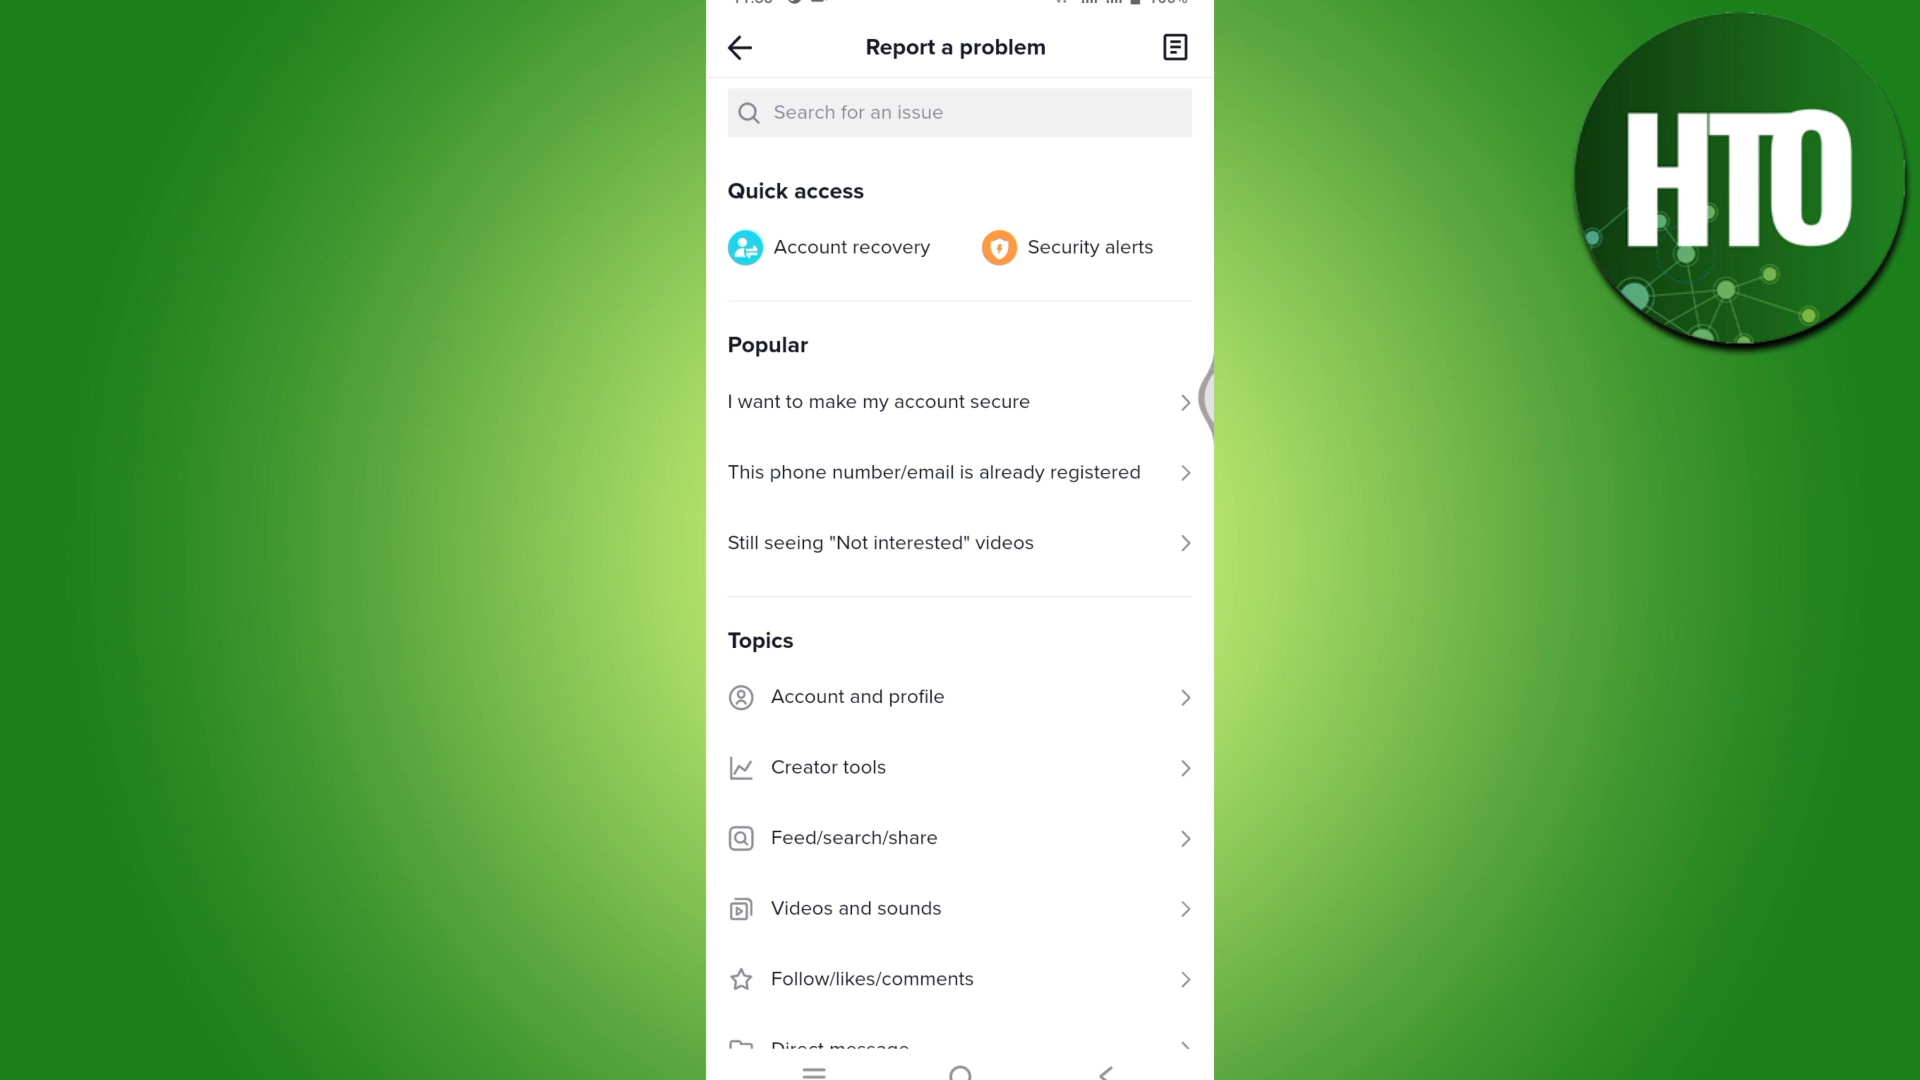 Report a problem
HTO
Search for an issue
Quick access
Account recovery
Security alerts
Popular
I want to make my account secure
This phone number/email is already registered
Still seeing "Not interested" videos
Topics
Account and profile
Creator tools
Feed/search/share
Videos and sounds
Follow/likes/comments
Direct message